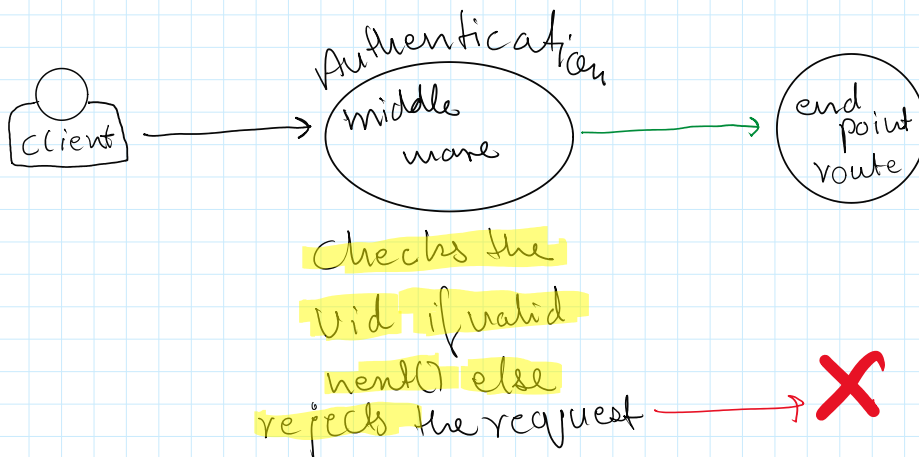 Authentication
client
middle
ware
end
point
route
checks the
uid if valid
next() else
rejects the request